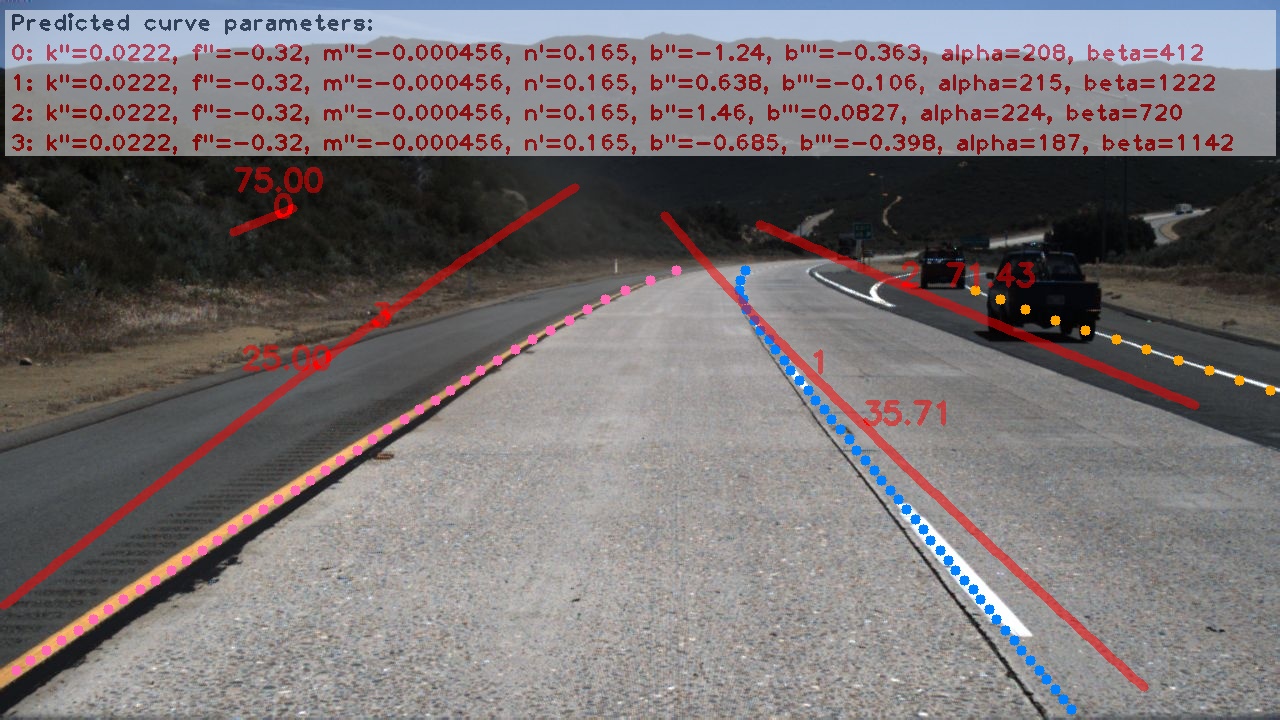 Predicted curve parameters:
0: k''=0.0222, f''=−0.32, m''=−0.000456, n'=0.165, b''=−1.24, b'''=−0.363, alpha=208, beta=412
1: k''=0.0222, f''=−0.32, m''=−0.000456, n'=0.165, b''=0.638, b'''=−0.106, alpha=215, beta=1222
2: k''=0.0222, f''=−0.32, m''=−0.000456, n'=0.165, b''=1.46, b'''=0.0827, alpha=224, beta=720
3: k''=0.0222, f''=−0.32, m''=−0.000456, n'=0.165, b''=−0.685, b'''=−0.398, alpha=187, beta=1142
75.00
0
2
71.43
3
25.00
1
35.71